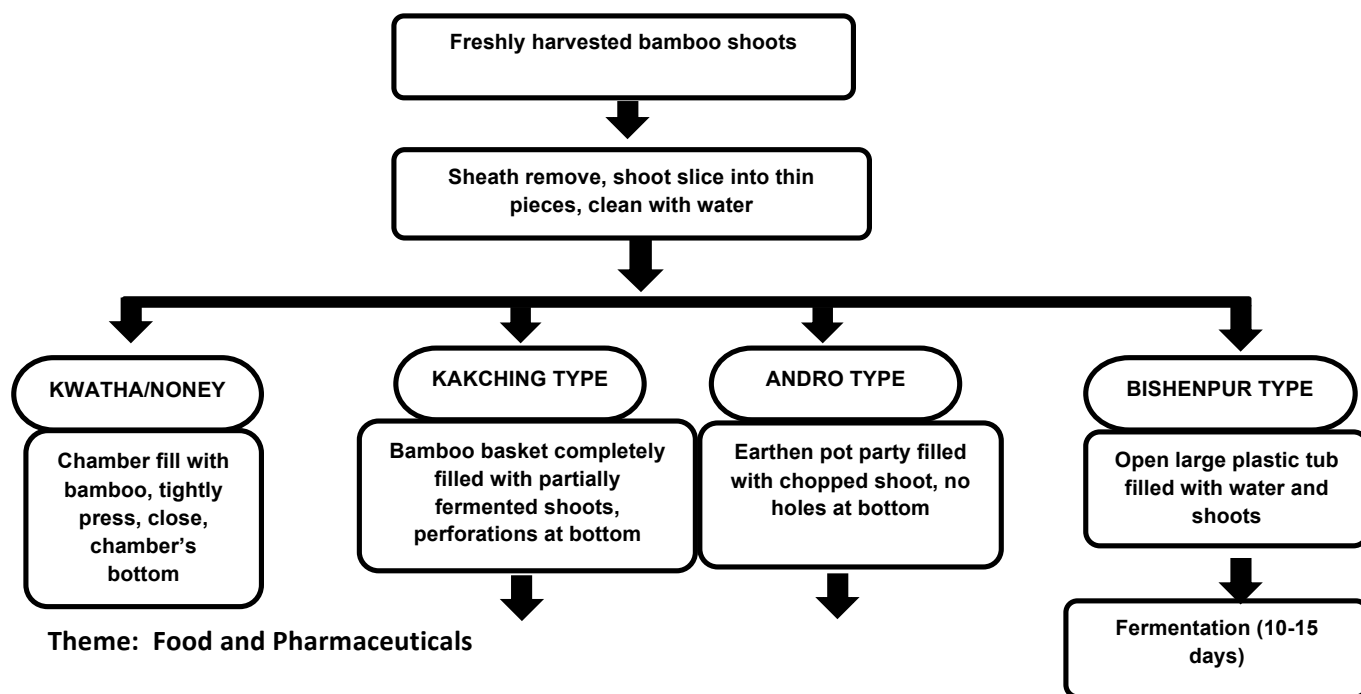 Freshly harvested bamboo shoots
Sheath remove, shoot slice into thin
pieces, clean with water
KWATHA/NONEY
Chamber fill with
bamboo, tightly
press, close,
chamber’s
bottom
KAKCHING TYPE
Bamboo basket completely
filled with partially
fermented shoots,
perforations at bottom
ANDRO TYPE
Earthen pot party filled
with chopped shoot, no
holes at bottom
BISHENPUR TYPE
Open large plastic tub
filled with water and
shoots
Fermentation (10-15
days)
Theme: Food and Pharmaceuticals